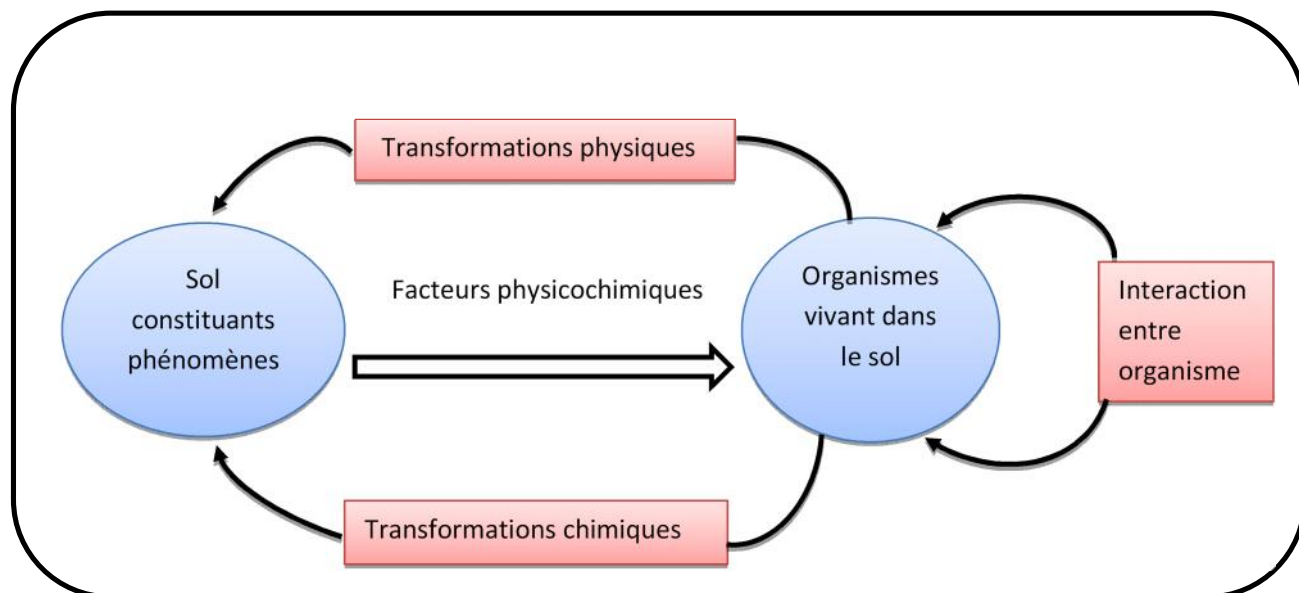 Transformations physiques
Sol
constituants
phénomènes
Facteurs physicochimiques
Organismes
vivant dans
le sol
Interaction
entre
organisme
Transformations chimiques